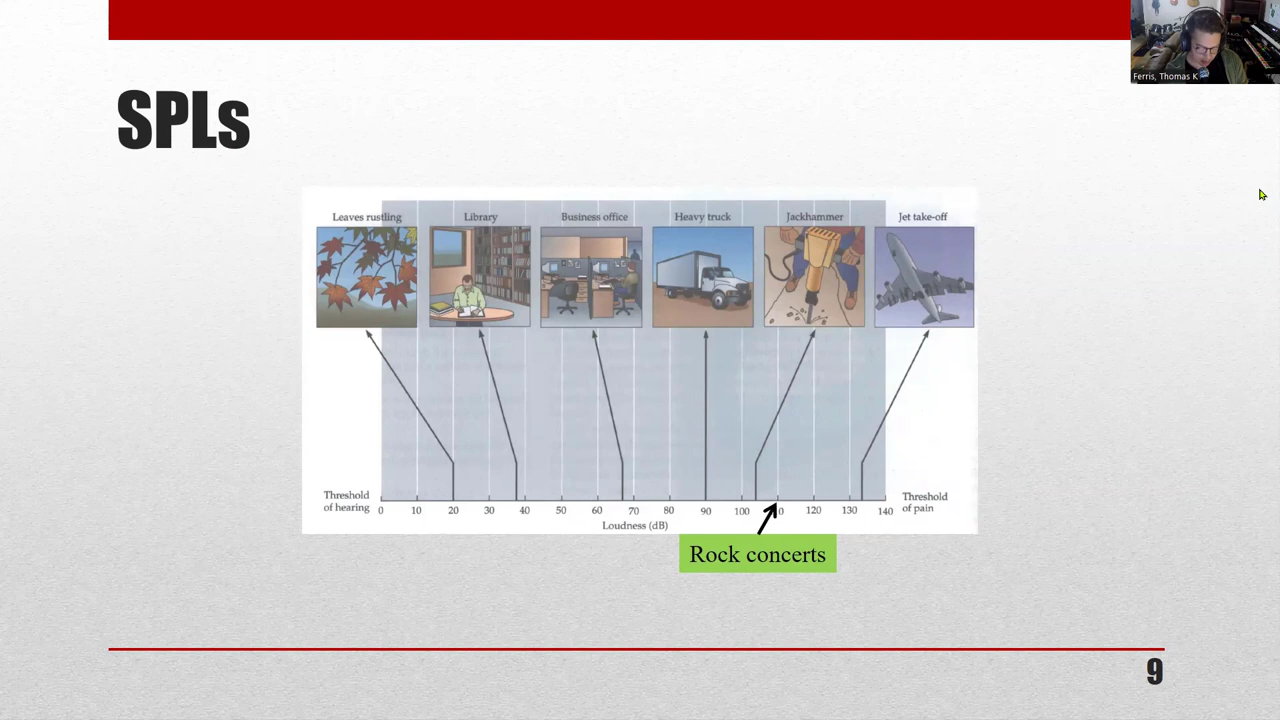 Ferris, Thomas K
SPLs
Leaves rustling
Library
Business office
Heavy truck
Jackhammer
Jet take-off
Threshold
of hearing
0 10 20 30 40 50 60 70 80 90 100 120 130 140
Threshold
of pain
Loudness (dB)
Rock concerts
9